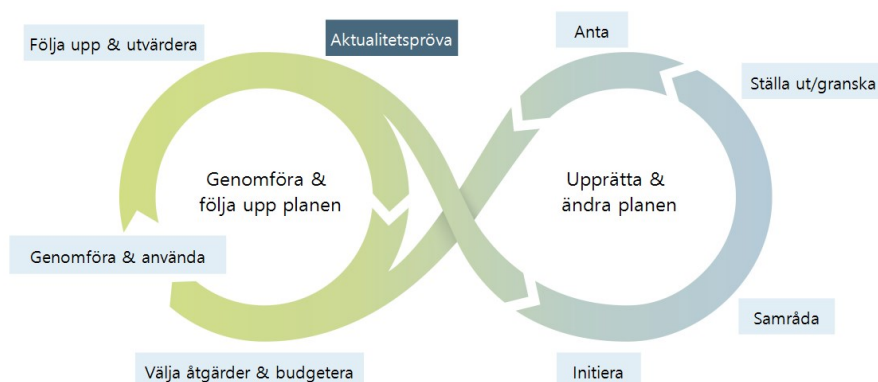 Följa upp & utvärdera
Aktualitetspröva
Anta
Ställa ut/granska
Genomföra &
följa upp planen
Upprätta &
ändra planen
Genomföra & använda
Samråda
Välja åtgärder & budgetera
Initiera